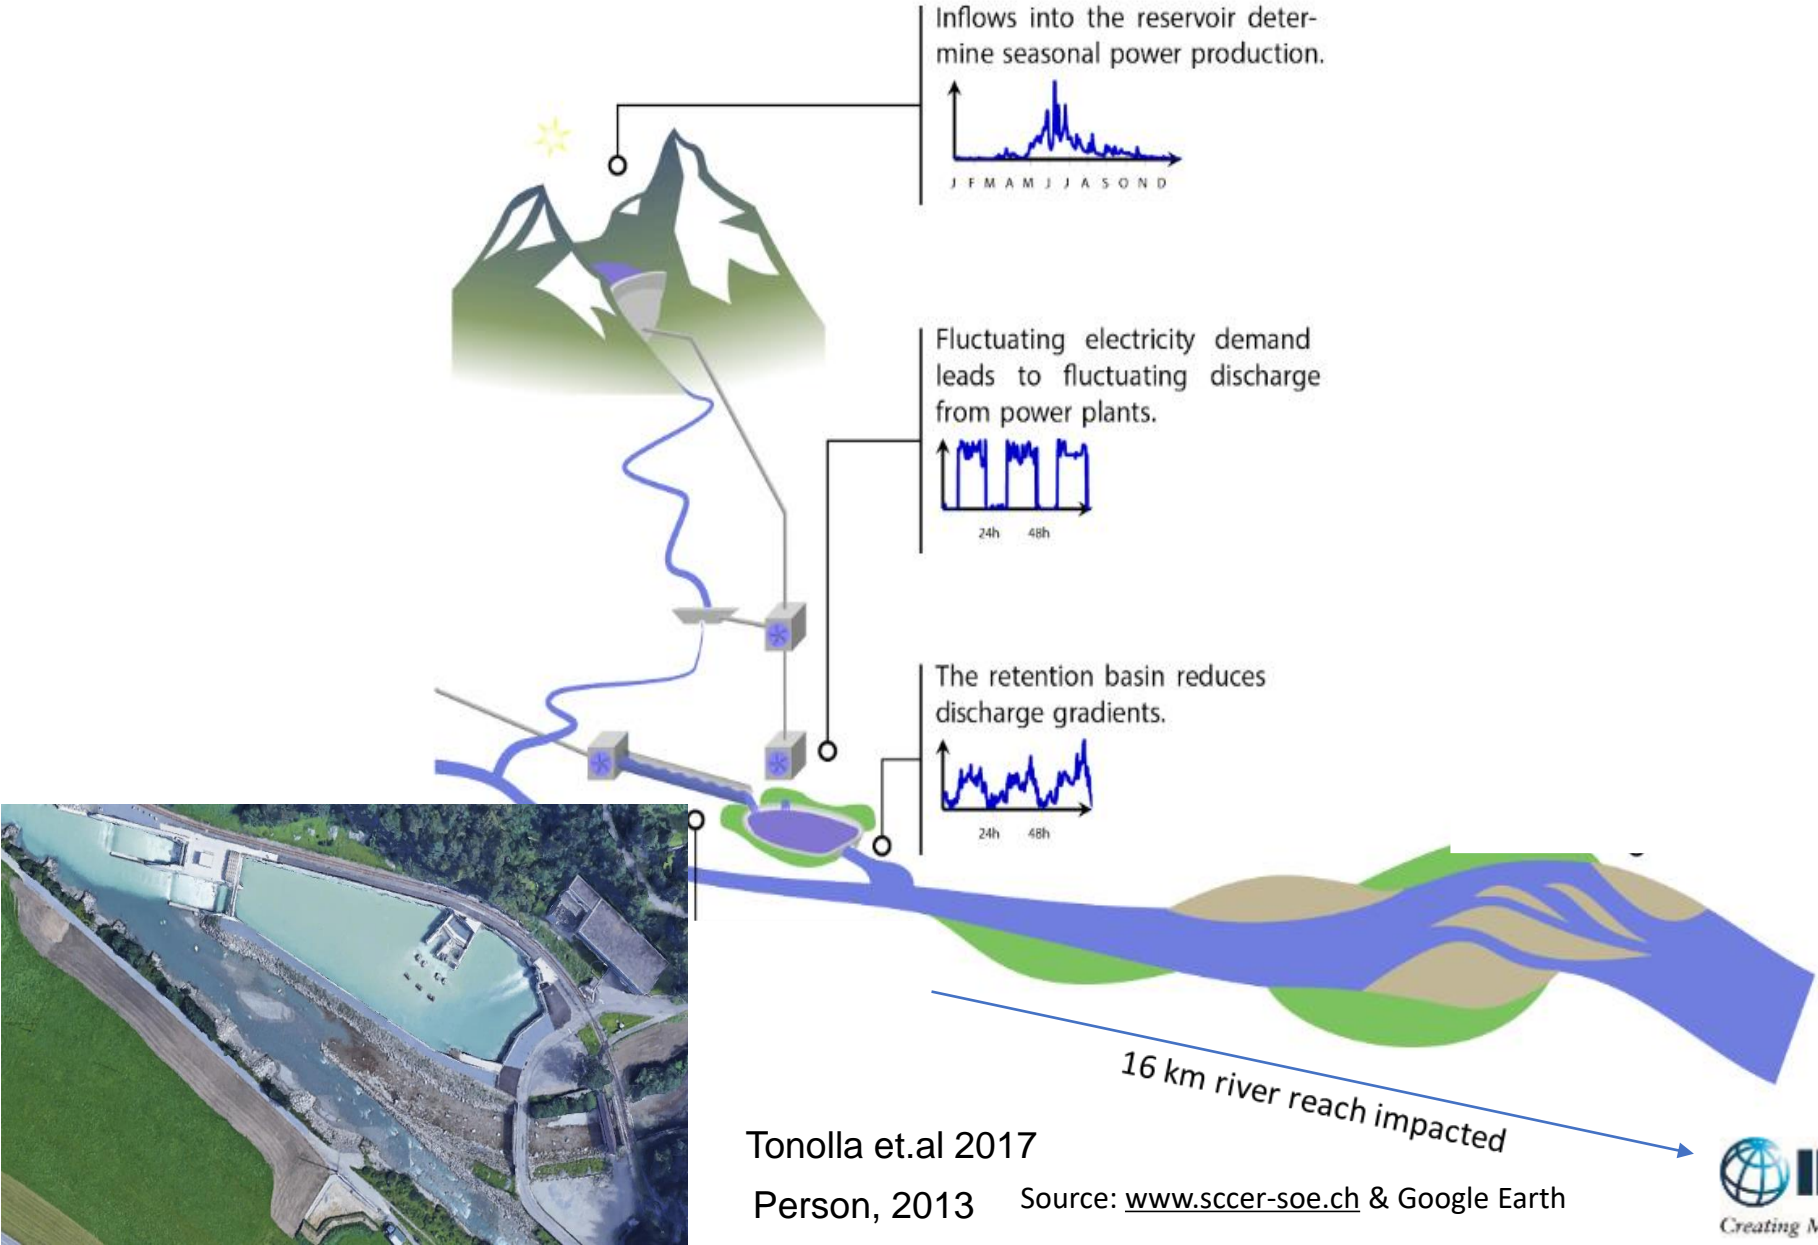 Inflows into the reservoir deter-
mine seasonal power production.
J F M A M J J A S O N D
Fluctuating electricity demand
leads to fluctuating discharge
from power plants.
24h 48h
The retention basin reduces
discharge gradients.
24h 48h
16 km river reach impacted
Tonolla et.al 2017
Person, 2013
Source: www.sccer-soe.ch & Google Earth
Creating